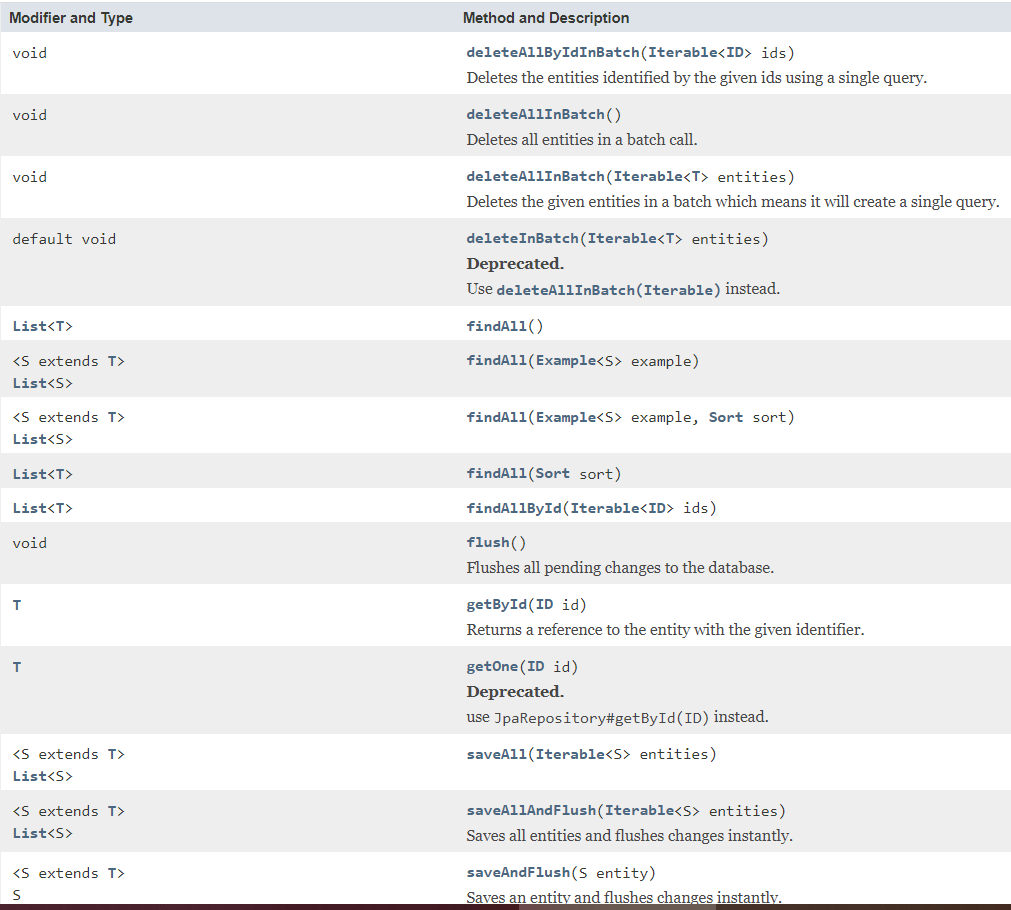 Modifier and Type Method and Description
void deleteAllByIdInBatch(Iterable<ID> ids)
Deletes the entities identified by the given ids using a single query.
void deleteAllInBatch()
Deletes all entities in a batch call.
void deleteAllInBatch(Iterable<T> entities)
Deletes the given entities in a batch which means it will create a single query.
default void deleteInBatch(Iterable<T> entities)
Deprecated.
Use deleteAllInBatch(Iterable) instead.
List<T> findAll()
<S extends T> findAll(Example<S> example)
List<S>
<S extends T> findAll(Example<S> example, Sort sort)
List<S>
List<T> findAll(Sort sort)
List<T> findAllById(Iterable<ID> ids)
void flush()
Flushes all pending changes to the database.
T getById(ID id)
Returns a reference to the entity with the given identifier.
T getOne(ID id)
Deprecated.
use JpaRepository#getById(ID) instead.
<S extends T> saveAll(Iterable<S> entities)
List<S>
<S extends T> saveAllAndFlush(Iterable<S> entities)
List<S> Saves all entities and flushes changes instantly.
<S extends T> saveAndFlush(S entity)
S Saves an entity and flushes changes instantly.